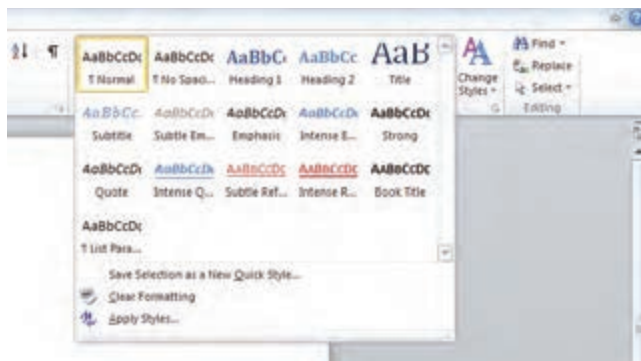 AaBbCcDc AaBbCcDc AaBbC AaBbCc AaB
¶ Normal ¶ No Spaci... Heading 1 Heading 2 Title
AaBbCc. AaBbCcDc AaBbCcDc AaBbCcDc AaBbCcDc
Subtitle Subtle Em... Emphasis Intense E... Strong
AaBbCcDc AaBbCcDc AaBbCcDc AaBbCcDc AaBbCcDc
Quote Intense Q... Subtle Ref... Intense R... Book Title
AaBbCcDc
¶ List Para...
Save Selection as a New Quick Style...
Clear Formatting
Apply Styles...
Change
Styles
Find
Replace
Select
Editing